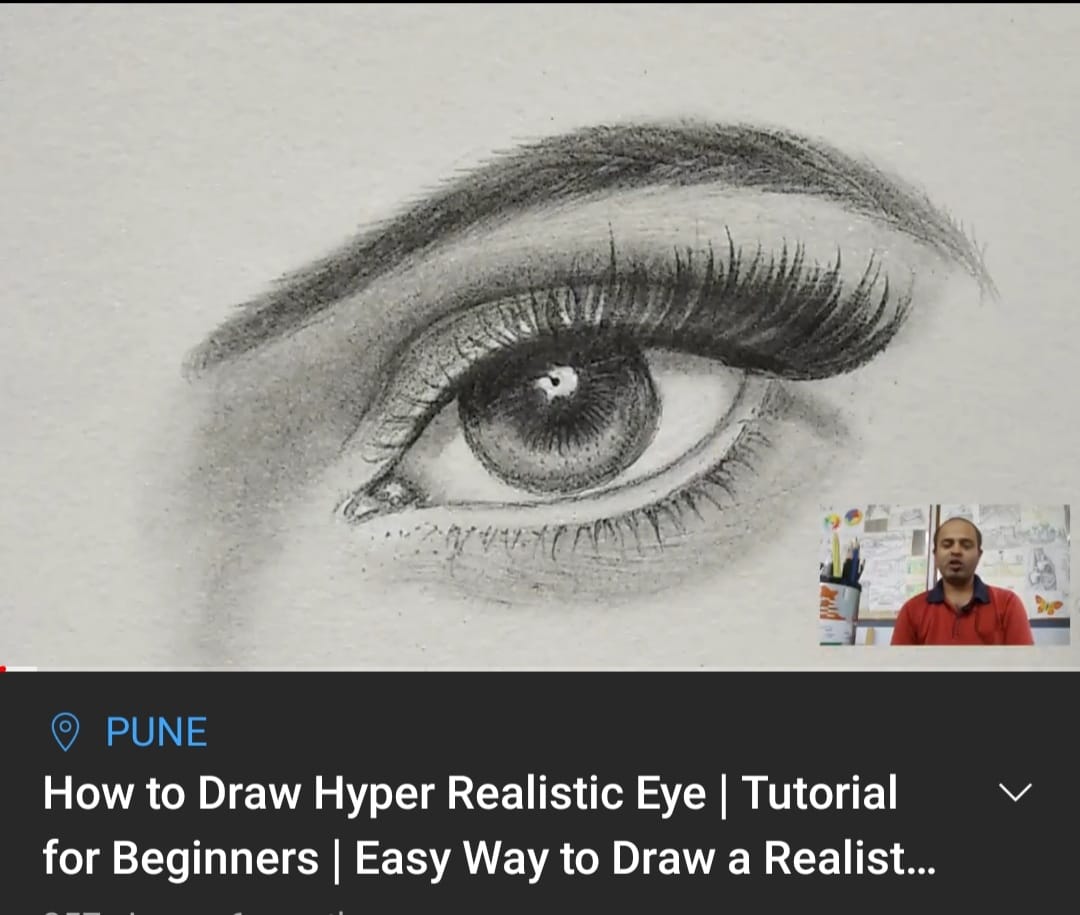 PUNE
How to Draw Hyper Realistic Eye | Tutorial
for Beginners | Easy Way to Draw a Realist...